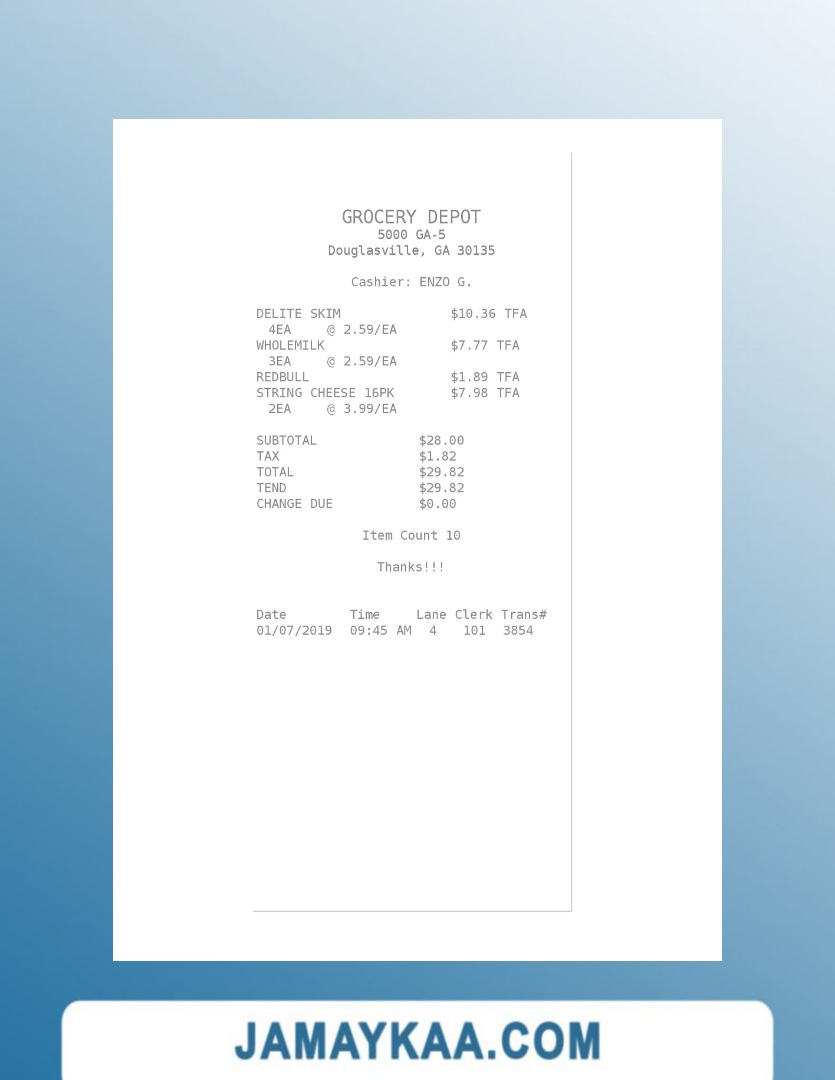 GROCERY DEPOT
5000 GA-5
Douglasville, GA 30135
Cashier: ENZO G.
DELITE SKIM $10.36 TFA
4EA @ 2.59/EA
WHOLEMILK $7.77 TFA
3EA @ 2.59/EA
REDBULL $1.89 TFA
STRING CHEESE 16PK $7.98 TFA
2EA @ 3.99/EA
SUBTOTAL $28.00
TAX $1.82
TOTAL $29.82
TEND $29.82
CHANGE DUE $0.00
Item Count 10
Thanks!!!
Date Time Lane Clerk Trans#
01/07/2019 09:45 AM 4 101 3854
JAMAYKAA.COM